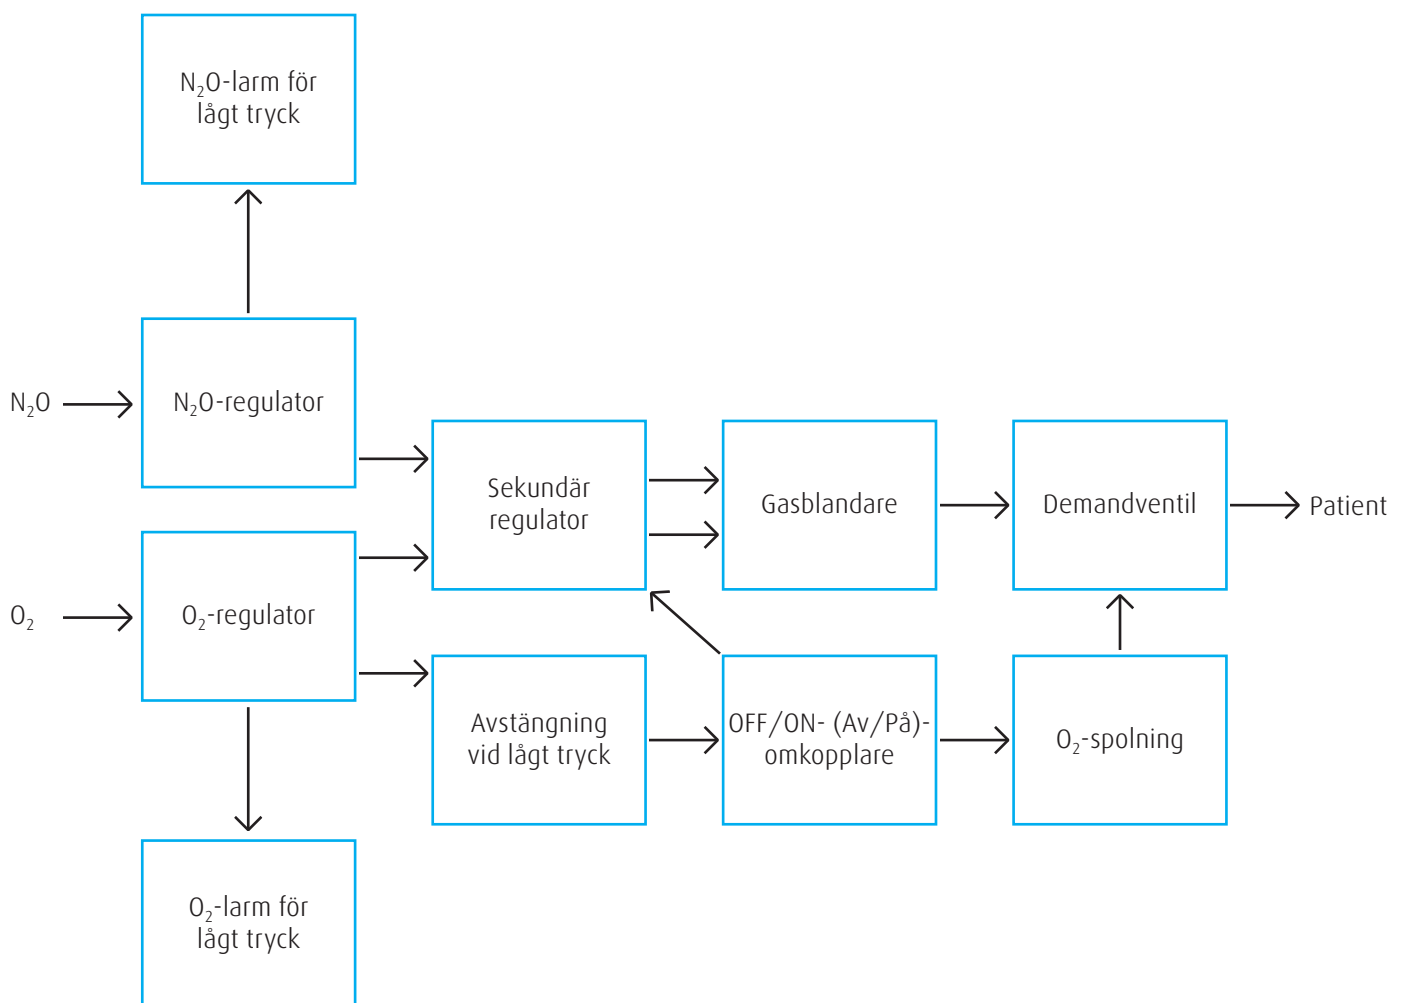 N₂O-larm för
lågt tryck
N₂O
N₂O-regulator
Sekundär
regulator
Gasblandare
Demandventil
Patient
O₂
O₂-regulator
Avstängning
vid lågt tryck
OFF/ON- (Av/På)-
omkopplare
O₂-spolning
O₂-larm för
lågt tryck